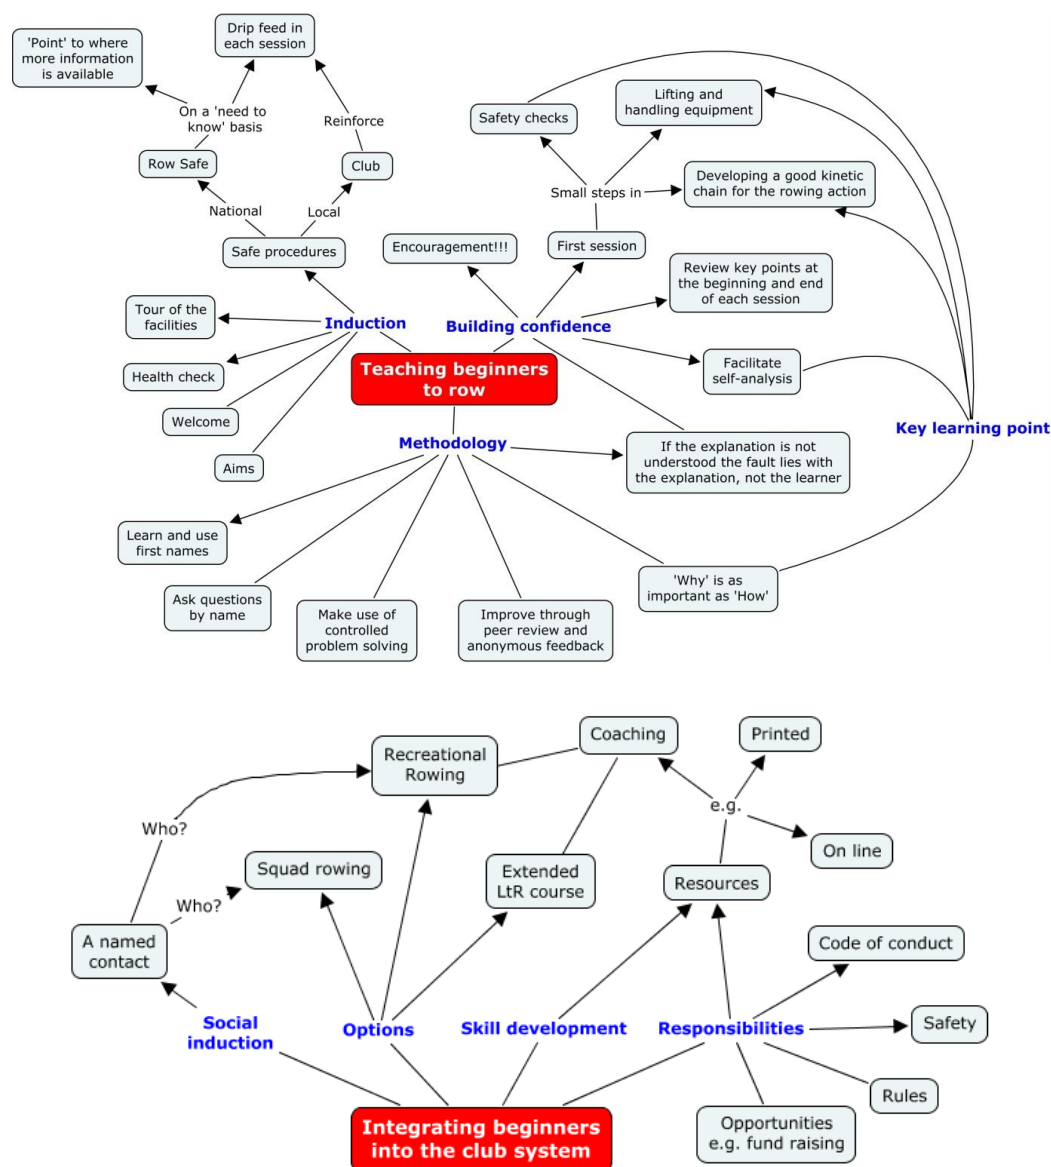 'Point' to where
more information
is available
Drip feed in
each session
On a 'need to
know' basis
Reinforce
Row Safe
Club
National
Local
Safe procedures
Safety checks
Lifting and
handling equipment
Small steps in
Developing a good kinetic
chain for the rowing action
Encouragement!!!
First session
Review key points at
the beginning and end
of each session
Tour of the
facilities
Induction
Building confidence
Health check
Teaching beginners
to row
Facilitate
self-analysis
Welcome
Key learning point
Methodology
Aims
If the explanation is not
understood the fault lies with
the explanation, not the learner
Learn and use
first names
Ask questions
by name
Make use of
controlled
problem solving
Improve through
peer review and
anonymous feedback
'Why' is as
important as 'How'
Recreational
Rowing
Coaching
Printed
e.g.
Who?
On line
Squad rowing
Extended
LtR course
Resources
Who?
A named
contact
Code of conduct
Social
induction
Options
Skill development
Responsibilities
Safety
Rules
Integrating beginners
into the club system
Opportunities
e.g. fund raising